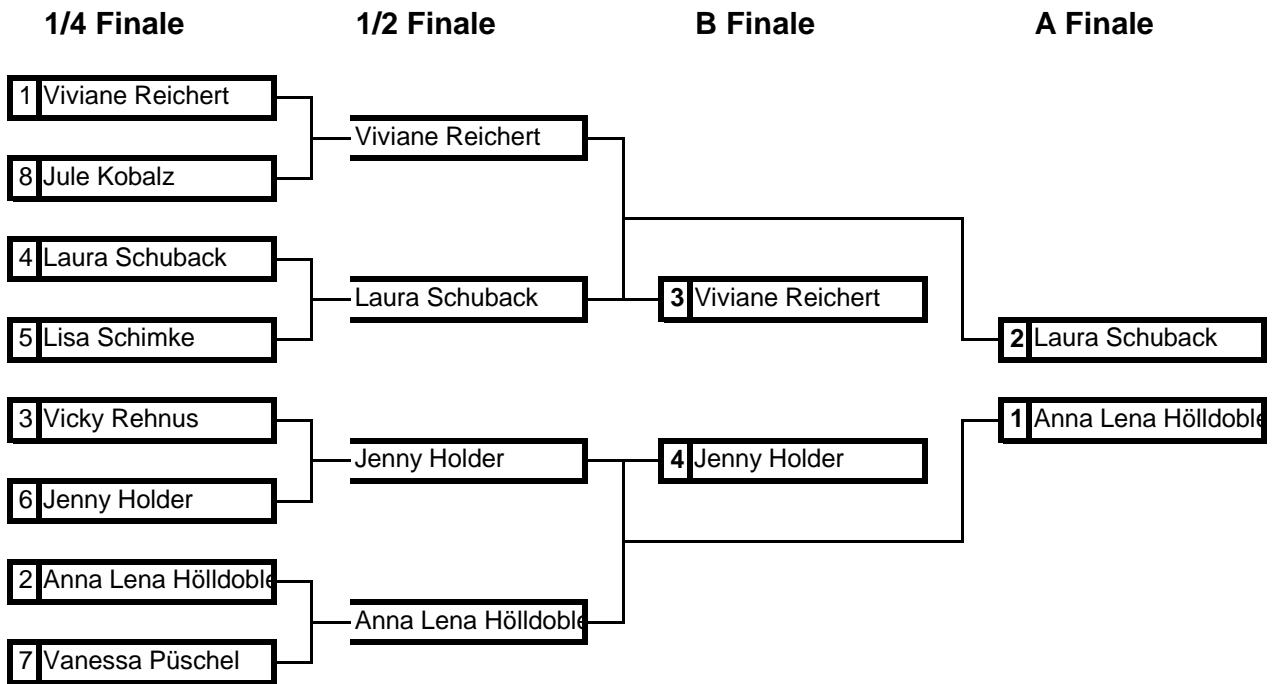 1/4 Finale 1/2 Finale B Finale A Finale
1 Viviane Reichert
Viviane Reichert
8 Jule Kobalz
4 Laura Schuback
Laura Schuback 3 Viviane Reichert
5 Lisa Schimke
2 Laura Schuback
3 Vicky Rehnus
1 Anna Lena Hölldoble
Jenny Holder 4 Jenny Holder
6 Jenny Holder
2 Anna Lena Hölldoble
Anna Lena Hölldoble
7 Vanessa Püschel